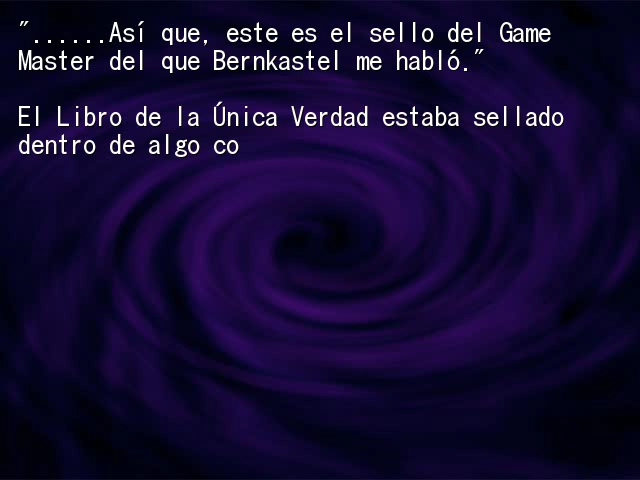 "......Así que, este es el sello del Game
Master del que Bernkastel me habló."
El Libro de la Única Verdad estaba sellado
dentro de algo co